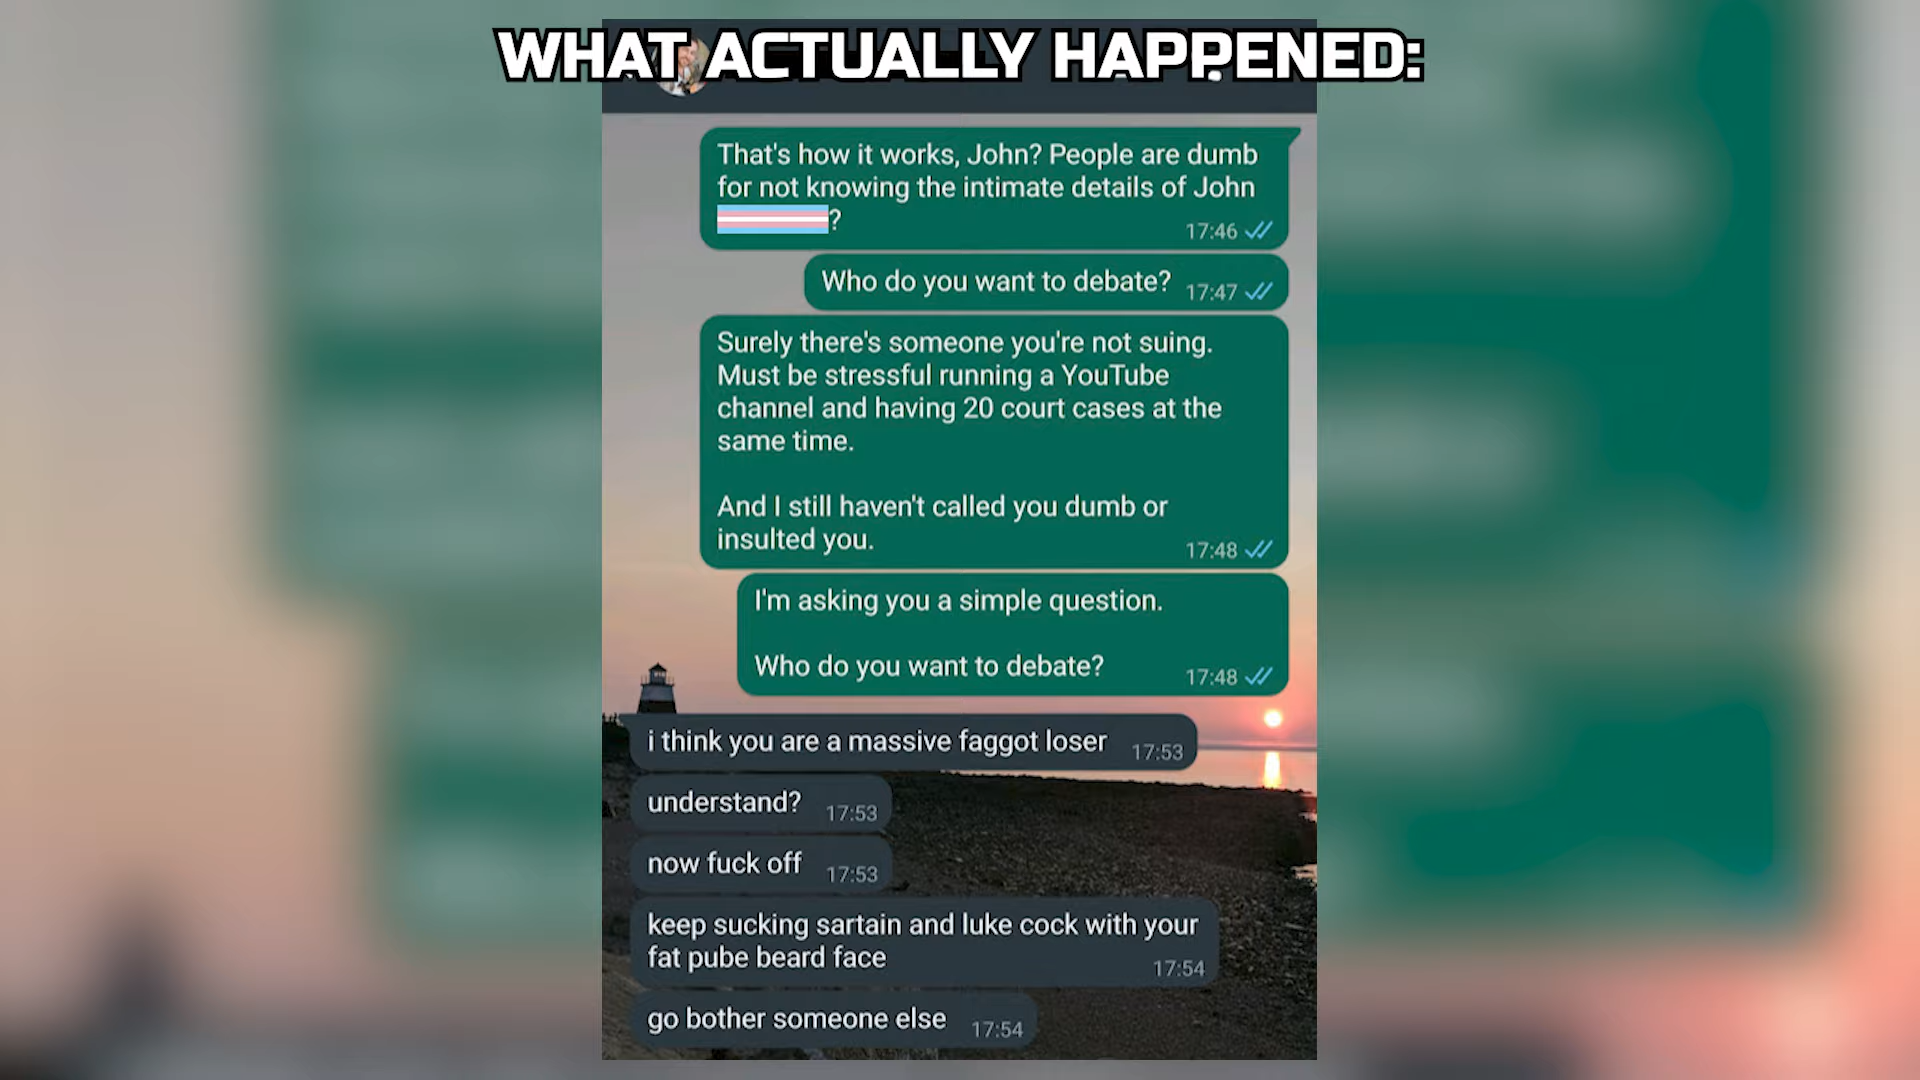 WHAT ACTUALLY HAPPENED:
That's how it works, John? People are dumb
for not knowing the intimate details of John
?
17:46
Who do you want to debate?
17:47
Surely there's someone you're not suing.
Must be stressful running a YouTube
channel and having 20 court cases at the
same time.
And I still haven't called you dumb or
insulted you.
17:48
I'm asking you a simple question.
Who do you want to debate?
17:48
i think you are a massive faggot loser
17:53
understand?
17:53
now fuck off
17:53
keep sucking sartain and luke cock with your
fat pube beard face
17:54
go bother someone else
17:54